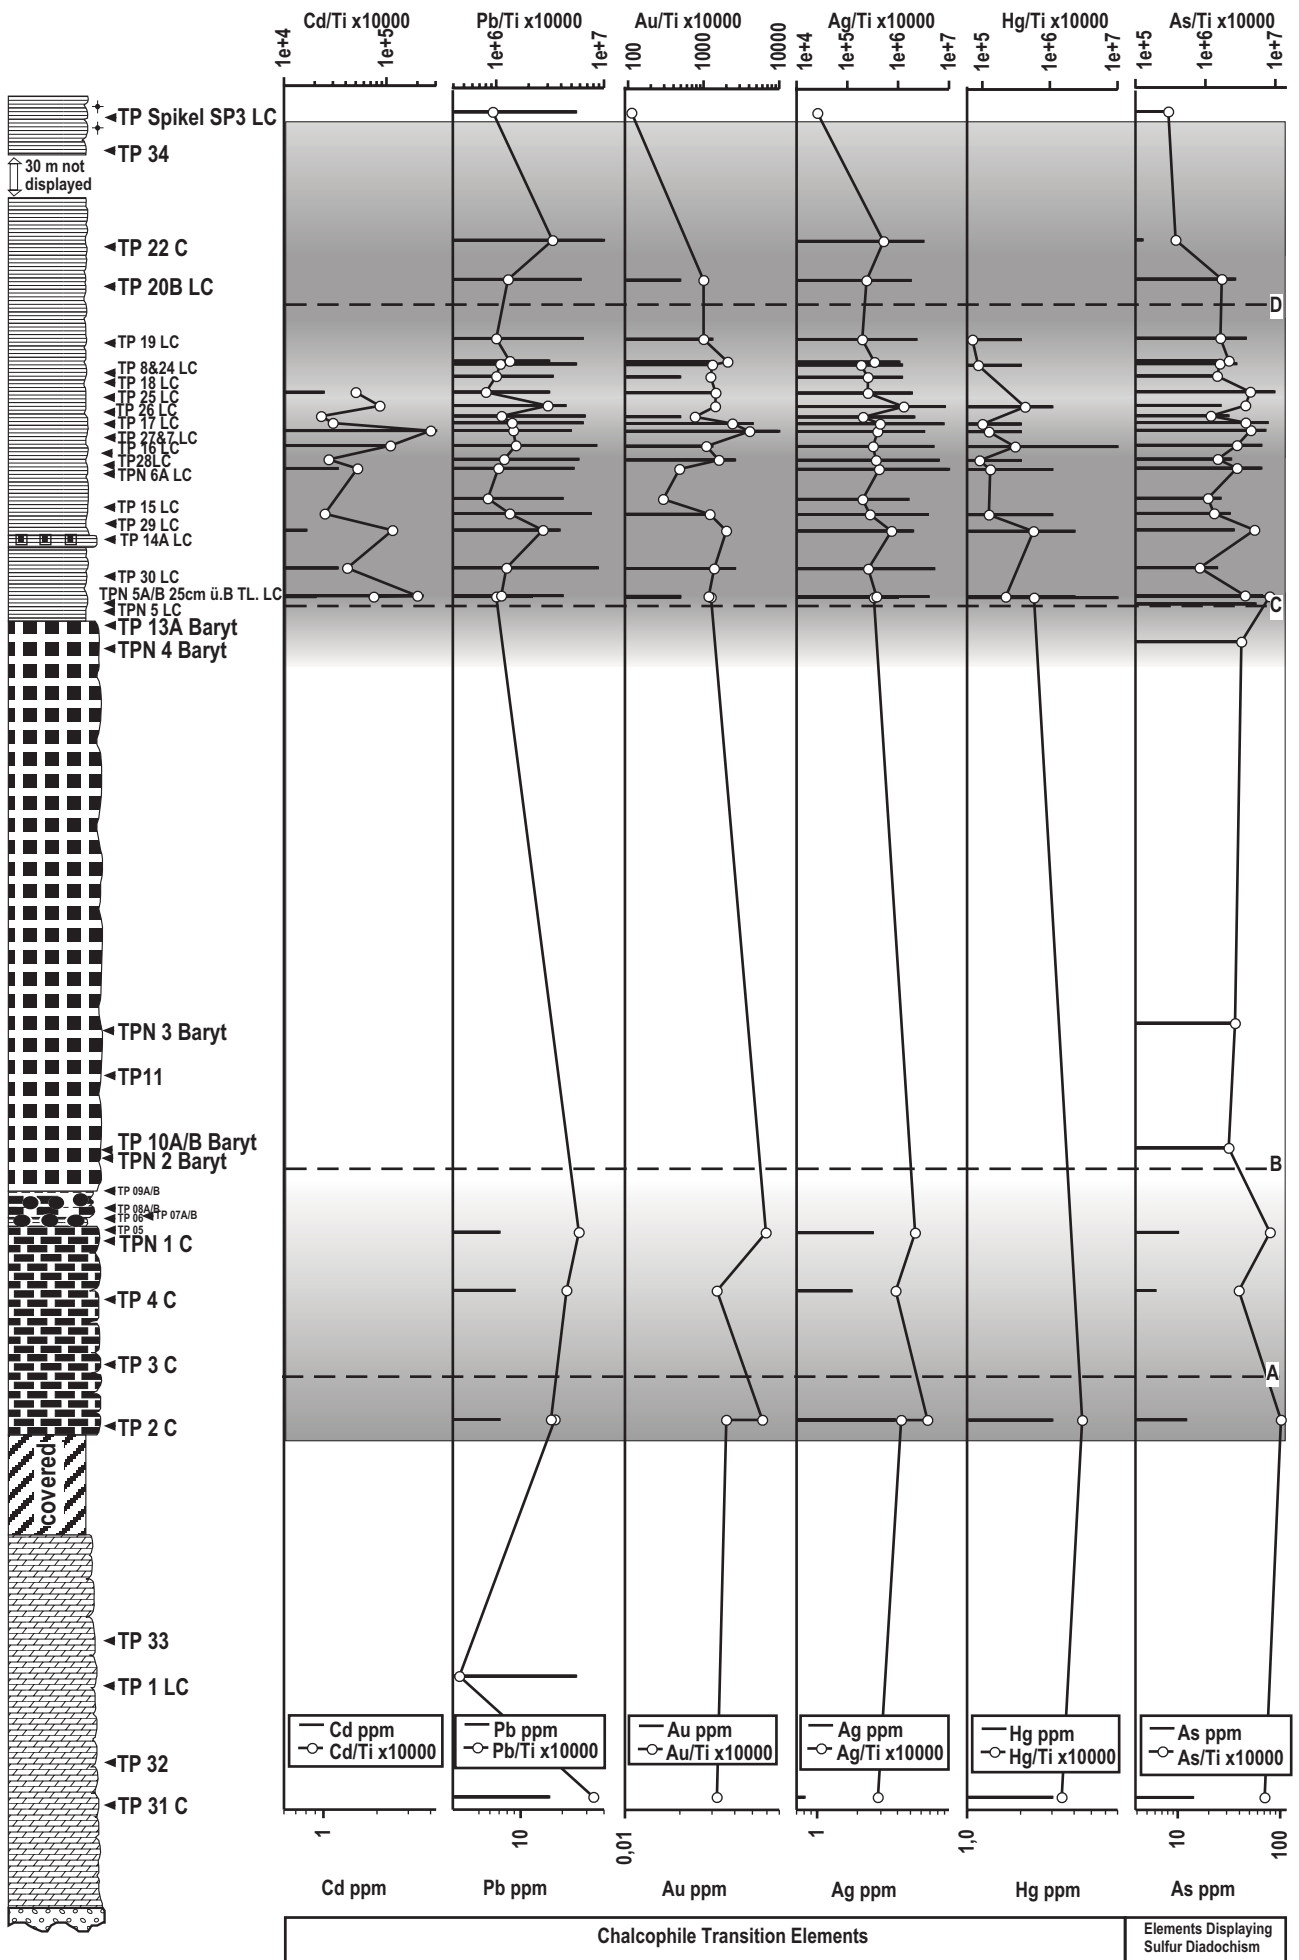 Cd/Ti x10000
Pb/Ti x10000
Au/Ti x10000
Ag/Ti x10000
Hg/Ti x10000
As/Ti x10000
1e+4
1e+5
1e+6
1e+7
100
1000
10000
1e+4
1e+5
1e+6
1e+7
1e+5
1e+6
1e+7
1e+5
1e+6
1e+7
TP Spikel SP3 LC
TP 34
30 m not
displayed
TP 22 C
TP 20B LC
D
TP 19 LC
TP 8&24 LC
TP 18 LC
TP 25 LC
TP 26 LC
TP 17 LC
TP 27&7 LC
TP 16 LC
TP28LC
TPN 6A LC
TP 15 LC
TP 29 LC
TP 14A LC
TP 30 LC
TPN 5A/B 25cm ü.B TL. LC
TPN 5 LC
C
TP 13A Baryt
TPN 4 Baryt
TPN 3 Baryt
TP11
TP 10A/B Baryt
TPN 2 Baryt
B
TP 09A/B
TP 08A/B
TP 06 TP 07A/B
TP 05
TPN 1 C
TP 4 C
TP 3 C
A
TP 2 C
covered
TP 33
TP 1 LC
TP 32
TP 31 C
Cd ppm
Cd/Ti x10000
Pb ppm
Pb/Ti x10000
Au ppm
Au/Ti x10000
Ag ppm
Ag/Ti x10000
Hg ppm
Hg/Ti x10000
As ppm
As/Ti x10000
1
10
0,01
1
1,0
10
100
Cd ppm
Pb ppm
Au ppm
Ag ppm
Hg ppm
As ppm
Chalcophile Transition Elements
Elements Displaying
Sulfur Diadochism